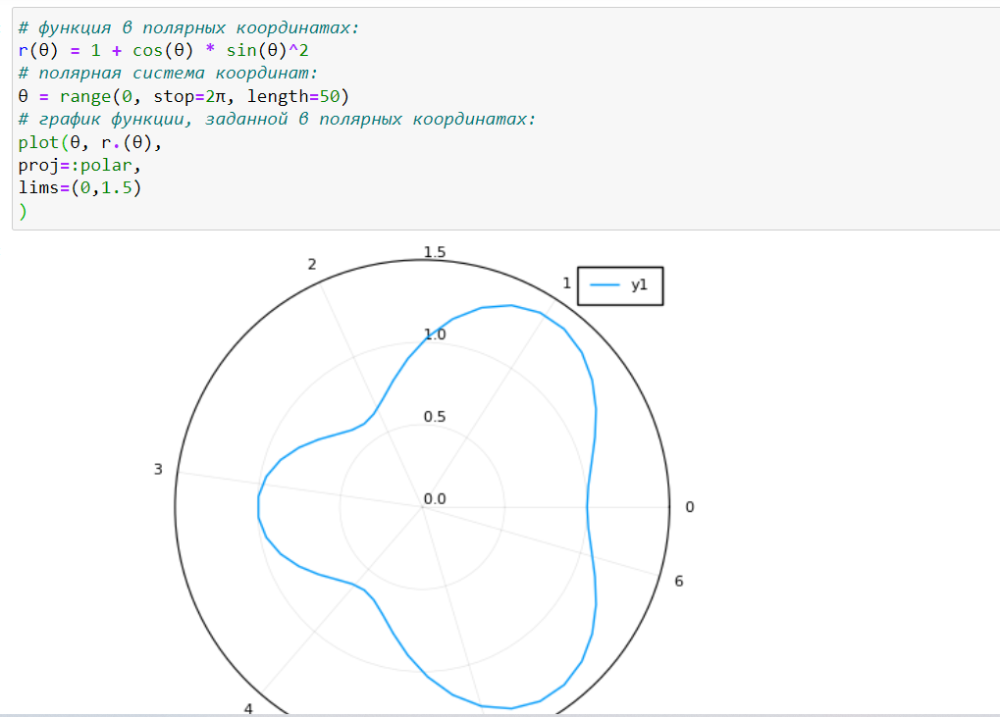 # функция в полярных координатах:
r(θ) = 1 + cos(θ) * sin(θ)^2
# полярная система координат:
θ = range(0, stop=2π, length=50)
# график функции, заданной в полярных координатах:
plot(θ, r.(θ),
proj=:polar,
lims=(0,1.5)
)
1.5
2
1
y1
1.0
0.5
3
0.0
0
6
4